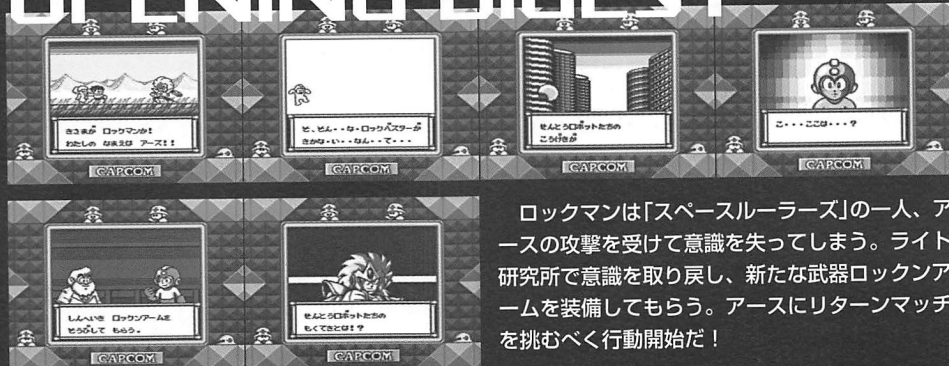 OPENING DIGEST
きさまが ロックマンか!
わたしの なまえは アース!!
CAPCOM
そ、そん・・な・ロックバスターが
きかな・い・・なん・・て・・・
CAPCOM
せんとうロボットたちの
こうげきが
CAPCOM
こ・・・ここは・・・?
CAPCOM
しんへいき ロックンアームを
そうびして もらう。
CAPCOM
せんとうロボットたちの
もくてきとは!?
CAPCOM
ロックマンは「スペースルーラーズ」の一人、ア
ースの攻撃を受けて意識を失ってしまう。ライト
研究所で意識を取り戻し、新たな武器ロックンア
ームを装備してもらう。アースにリターンマッチ
を挑むべく行動開始だ!